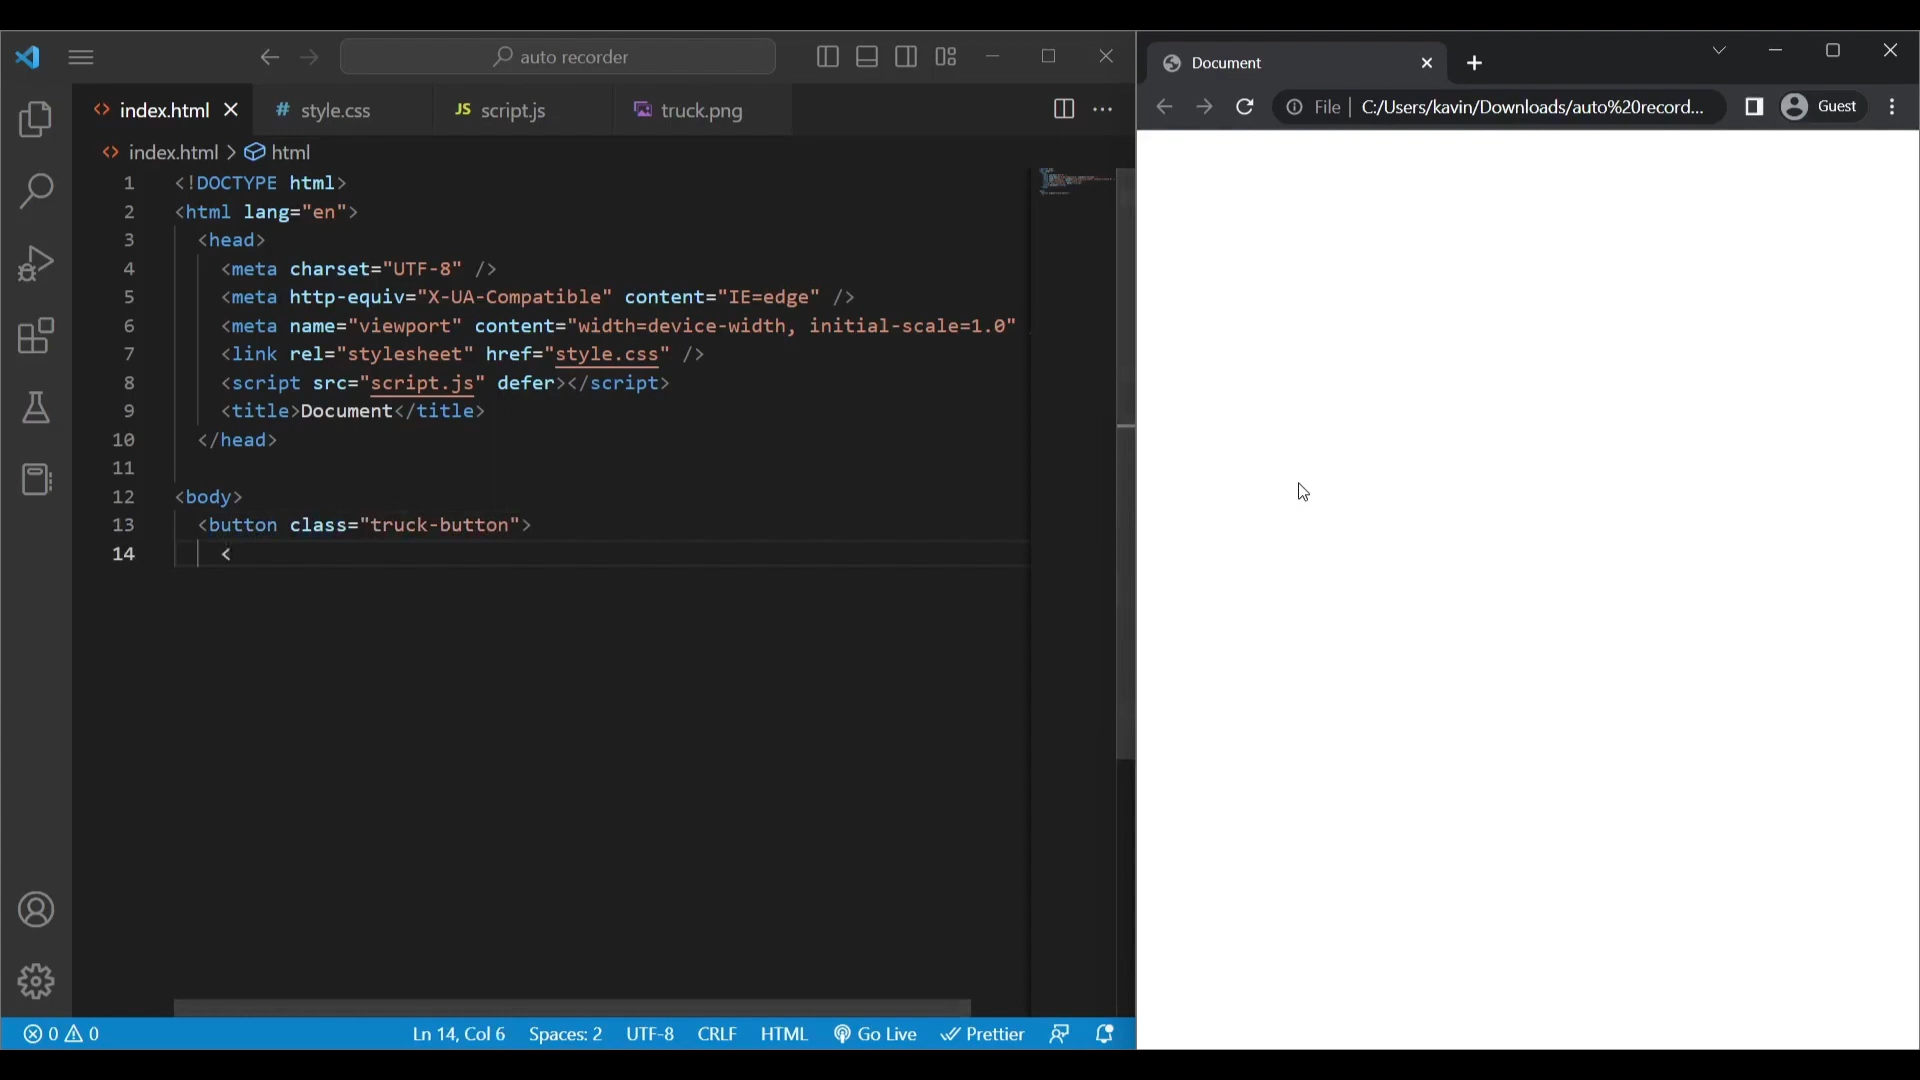 auto recorder
index.html
style.css
JS script.js
truck.png
index.html > html
1 <!DOCTYPE html>
2 <html lang="en">
3 <head>
4 <meta charset="UTF-8" />
5 <meta http-equiv="X-UA-Compatible" content="IE=edge" />
6 <meta name="viewport" content="width=device-width, initial-scale=1.0"
7 <link rel="stylesheet" href="style.css" />
8 <script src="script.js" defer></script>
9 <title>Document</title>
10 </head>
11
12 <body>
13 <button class="truck-button">
14 <
0 0
Ln 14, Col 6
Spaces: 2
UTF-8
CRLF
HTML
Go Live
Prettier
Document
File | C:/Users/kavin/Downloads/auto%20record...
Guest